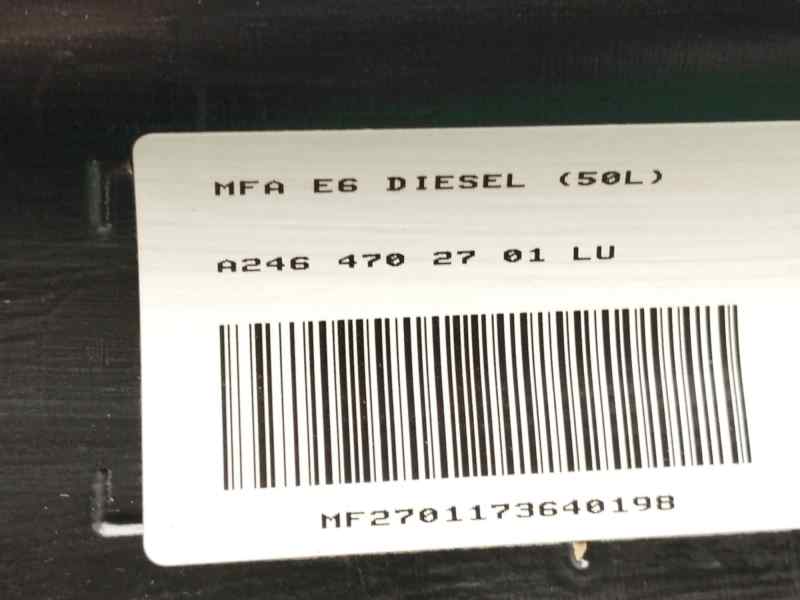 MFA E6 DIESEL (50L)
A246 470 27 01 LU
MF2701173640198